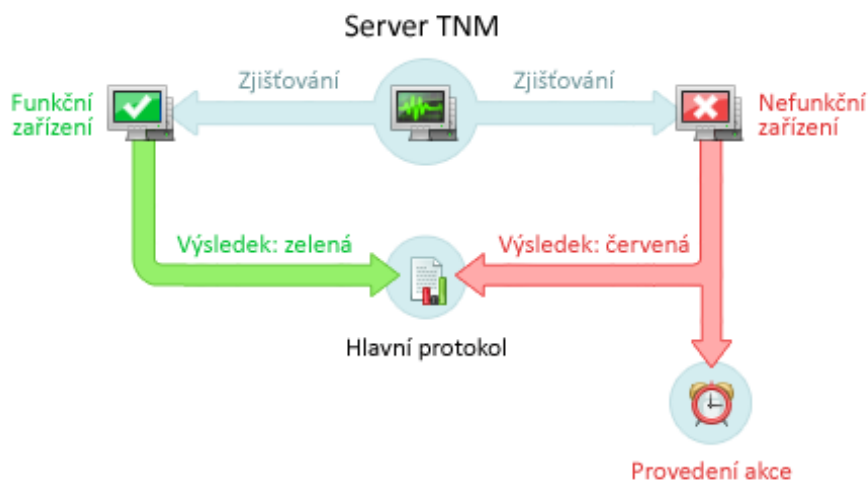 Server TNM
Zjišťování
Zjišťování
Funkční
zařízení
Nefunkční
zařízení
Výsledek: zelená
Výsledek: červená
Hlavní protokol
Provedení akce